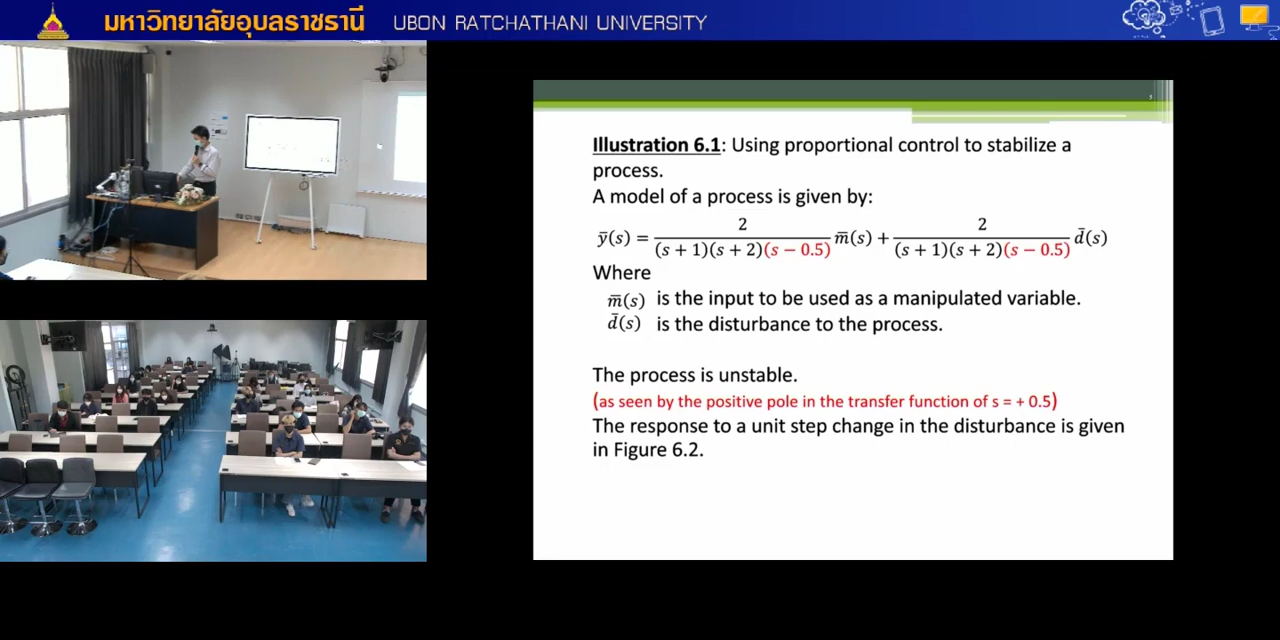 มหาวิทยาลัยอุบลราชธานี UBON RATCHATHANI UNIVERSITY
Illustration 6.1: Using proportional control to stabilize a
process.
A model of a process is given by:
ȳ(s) = 2 / (s + 1)(s + 2)(s − 0.5) m̄(s) + 2 / (s + 1)(s + 2)(s − 0.5) d̄(s)
Where
m̄(s) is the input to be used as a manipulated variable.
d̄(s) is the disturbance to the process.
The process is unstable.
(as seen by the positive pole in the transfer function of s = + 0.5)
The response to a unit step change in the disturbance is given
in Figure 6.2.